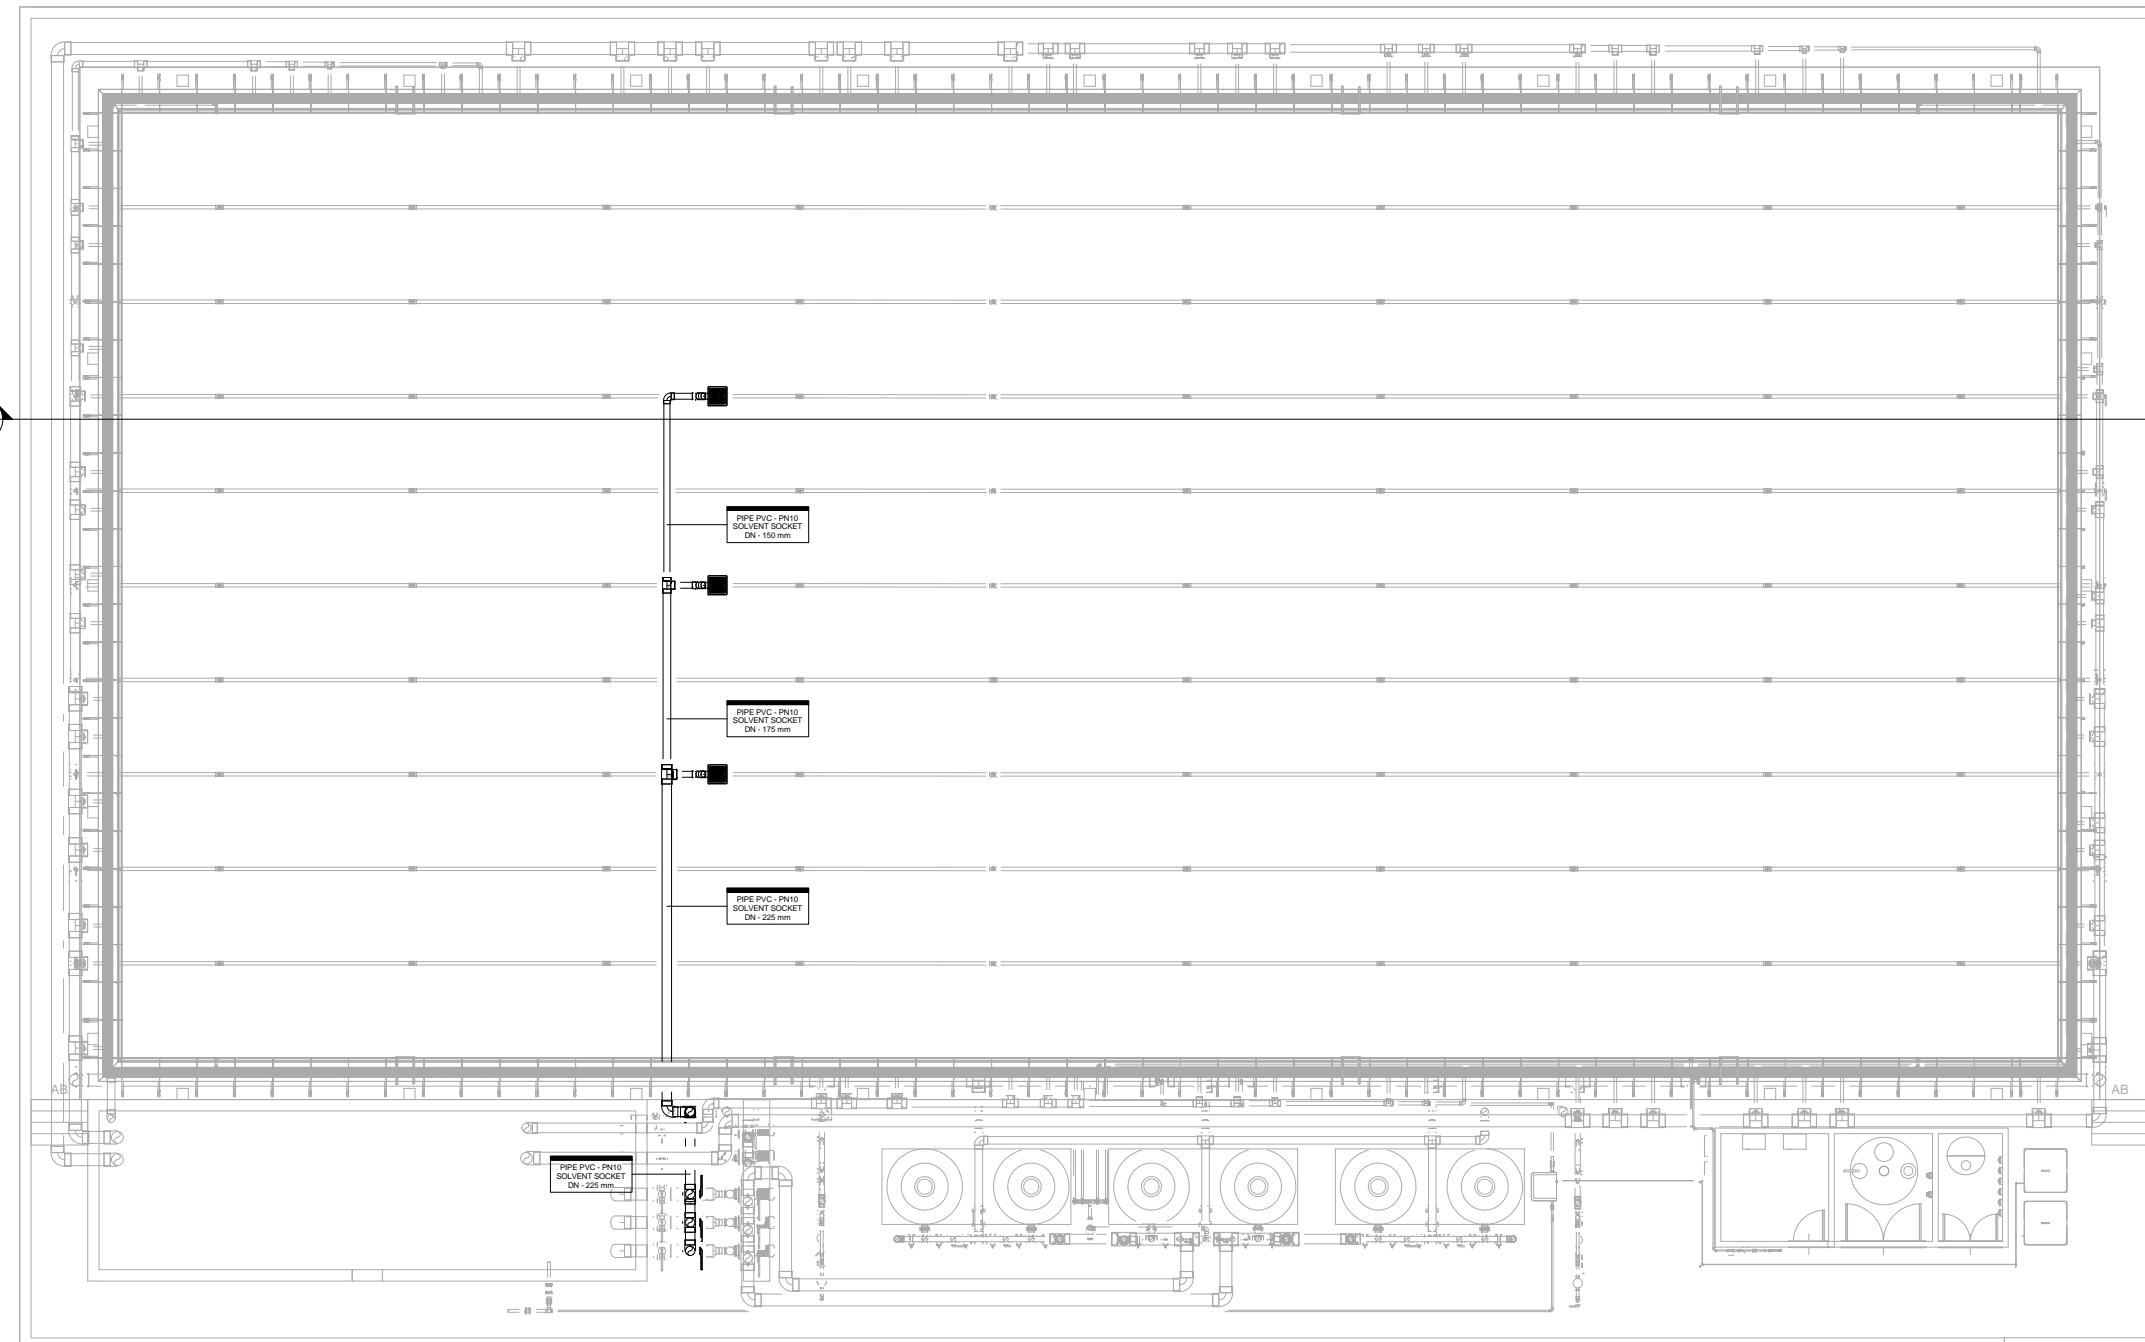 PIPE PVC - PN10
SOLVENT SOCKET
DN - 150 mm
PIPE PVC - PN10
SOLVENT SOCKET
DN - 175 mm
PIPE PVC - PN10
SOLVENT SOCKET
DN - 225 mm
AB
AB
PIPE PVC - PN10
SOLVENT SOCKET
DN - 225 mm